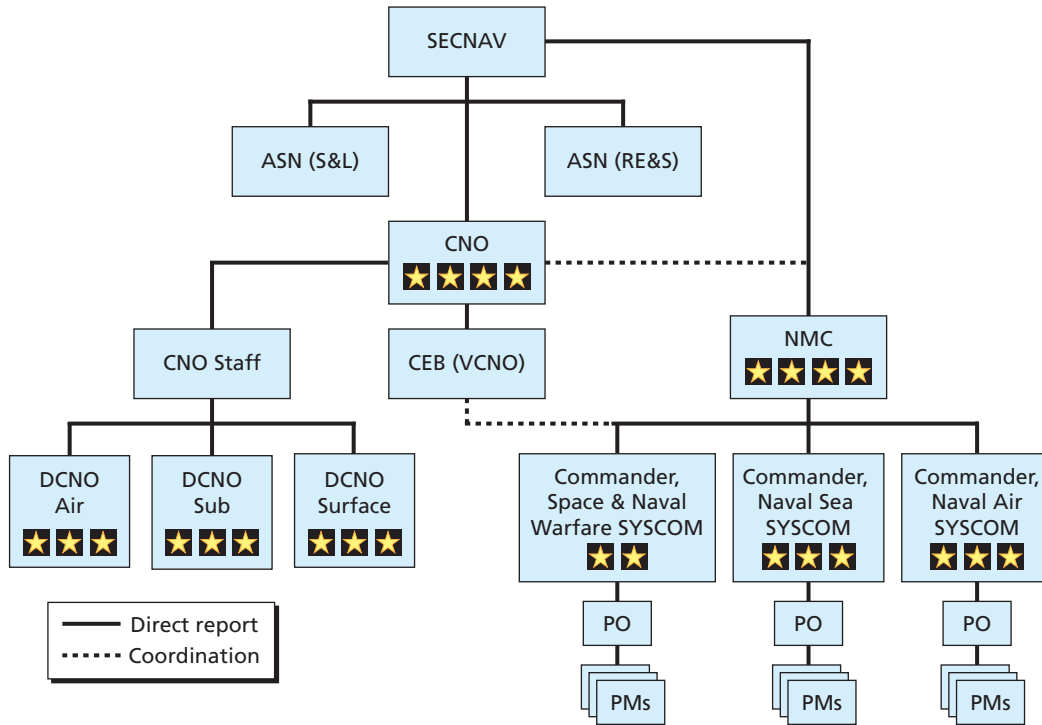 SECNAV
ASN (S&L)
ASN (RE&S)
CNO
CNO Staff
CEB (VCNO)
NMC
DCNO
Air
DCNO
Sub
DCNO
Surface
Commander,
Space & Naval
Warfare SYSCOM
Commander,
Naval Sea
SYSCOM
Commander,
Naval Air
SYSCOM
PO
PO
PO
PMs
PMs
PMs
Direct report
Coordination